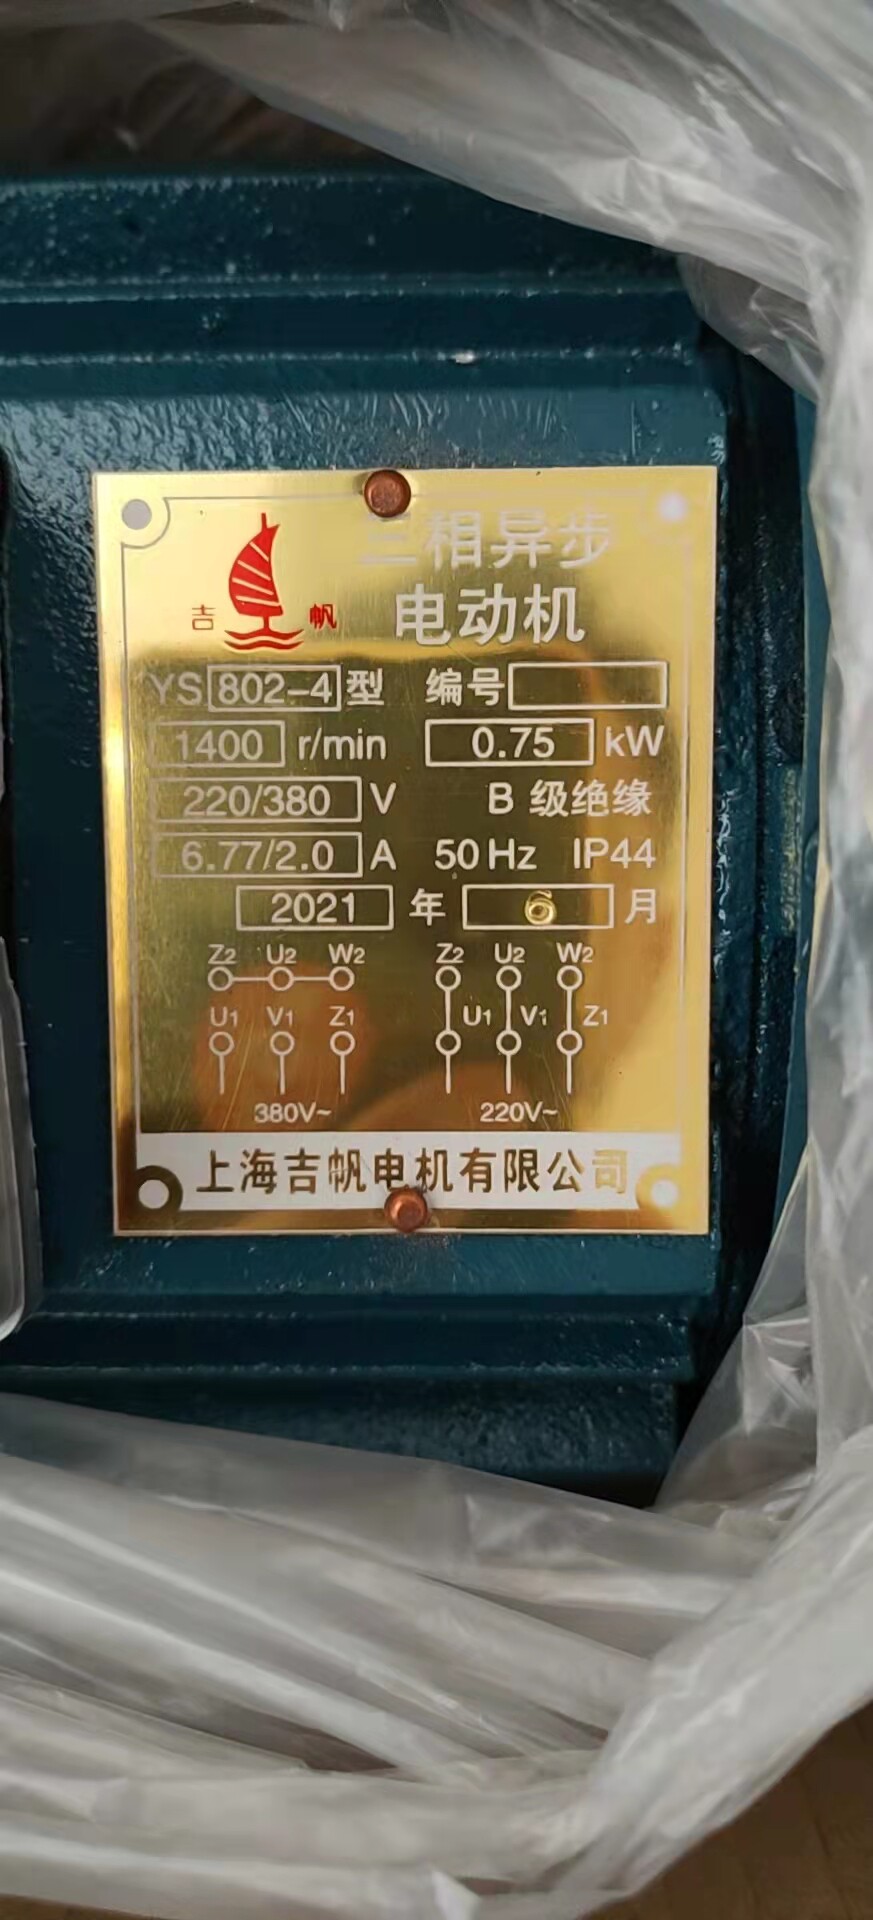 三相异步
吉 帆
电动机
YS 802-4 型 编号
1400 r/min 0.75 kW
220/380 V B 级绝缘
6.77/2.0 A 50Hz IP44
2021 年 6 月
Z2 U2 W2 Z2 U2 W2
U1 V1 Z1 U1 V1 Z1
380V~ 220V~
上海吉帆电机有限公司